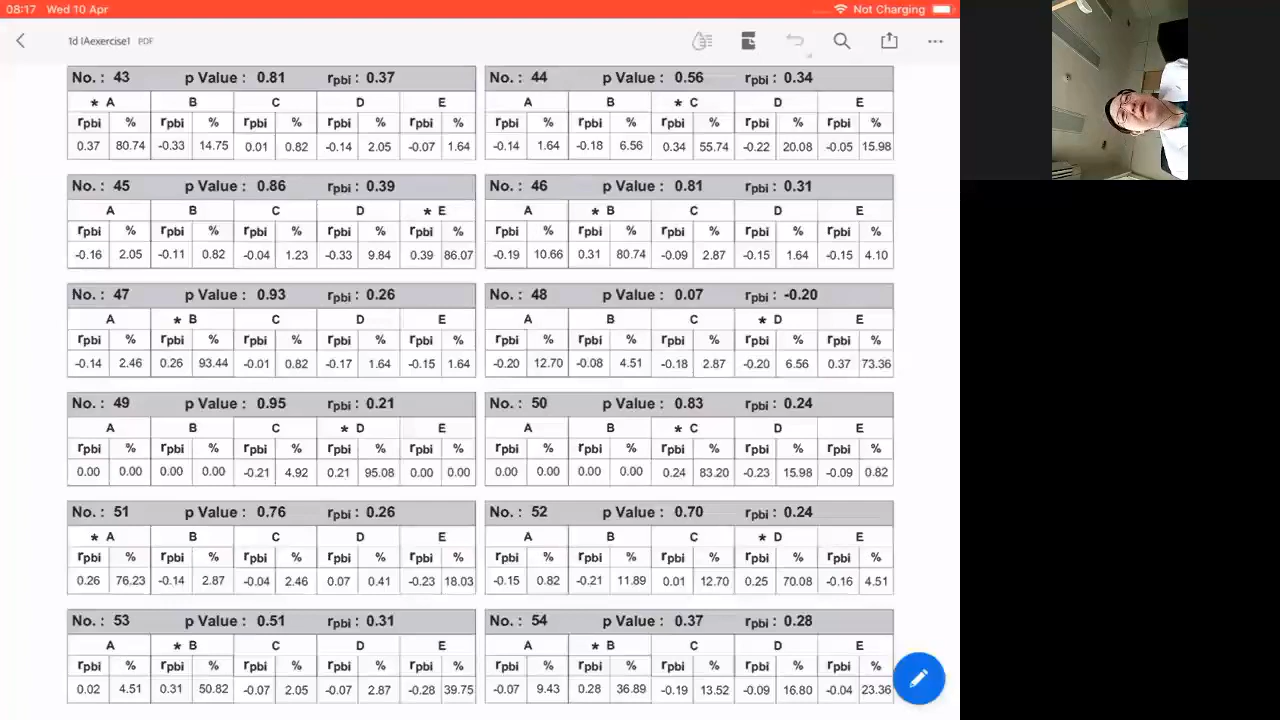 08:17 Wed 10 Apr Not Charging
1d IAexercise1 PDF
No. : 43 p Value : 0.81 rpbi : 0.37
* A B C D E
rpbi % rpbi % rpbi % rpbi % rpbi %
0.37 80.74 -0.33 14.75 0.01 0.82 -0.14 2.05 -0.07 1.64
No. : 44 p Value : 0.56 rpbi : 0.34
A B * C D E
rpbi % rpbi % rpbi % rpbi % rpbi %
-0.14 1.64 -0.18 6.56 0.34 55.74 -0.22 20.08 -0.05 15.98
No. : 45 p Value : 0.86 rpbi : 0.39
A B C D * E
rpbi % rpbi % rpbi % rpbi % rpbi %
-0.16 2.05 -0.11 0.82 -0.04 1.23 -0.33 9.84 0.39 86.07
No. : 46 p Value : 0.81 rpbi : 0.31
A * B C D E
rpbi % rpbi % rpbi % rpbi % rpbi %
-0.19 10.66 0.31 80.74 -0.09 2.87 -0.15 1.64 -0.15 4.10
No. : 47 p Value : 0.93 rpbi : 0.26
A * B C D E
rpbi % rpbi % rpbi % rpbi % rpbi %
-0.14 2.46 0.26 93.44 -0.01 0.82 -0.17 1.64 -0.15 1.64
No. : 48 p Value : 0.07 rpbi : -0.20
A B C * D E
rpbi % rpbi % rpbi % rpbi % rpbi %
-0.20 12.70 -0.08 4.51 -0.18 2.87 -0.20 6.56 0.37 73.36
No. : 49 p Value : 0.95 rpbi : 0.21
A B C * D E
rpbi % rpbi % rpbi % rpbi % rpbi %
0.00 0.00 0.00 0.00 -0.21 4.92 0.21 95.08 0.00 0.00
No. : 50 p Value : 0.83 rpbi : 0.24
A B * C D E
rpbi % rpbi % rpbi % rpbi % rpbi %
0.00 0.00 0.00 0.00 0.24 83.20 -0.23 15.98 -0.09 0.82
No. : 51 p Value : 0.76 rpbi : 0.26
* A B C D E
rpbi % rpbi % rpbi % rpbi % rpbi %
0.26 76.23 -0.14 2.87 -0.04 2.46 0.07 0.41 -0.23 18.03
No. : 52 p Value : 0.70 rpbi : 0.24
A B C * D E
rpbi % rpbi % rpbi % rpbi % rpbi %
-0.15 0.82 -0.21 11.89 0.01 12.70 0.25 70.08 -0.16 4.51
No. : 53 p Value : 0.51 rpbi : 0.31
A * B C D E
rpbi % rpbi % rpbi % rpbi % rpbi %
0.02 4.51 0.31 50.82 -0.07 2.05 -0.07 2.87 -0.28 39.75
No. : 54 p Value : 0.37 rpbi : 0.28
A * B C D E
rpbi % rpbi % rpbi % rpbi % rpbi %
-0.07 9.43 0.28 36.89 -0.19 13.52 -0.09 16.80 -0.04 23.36